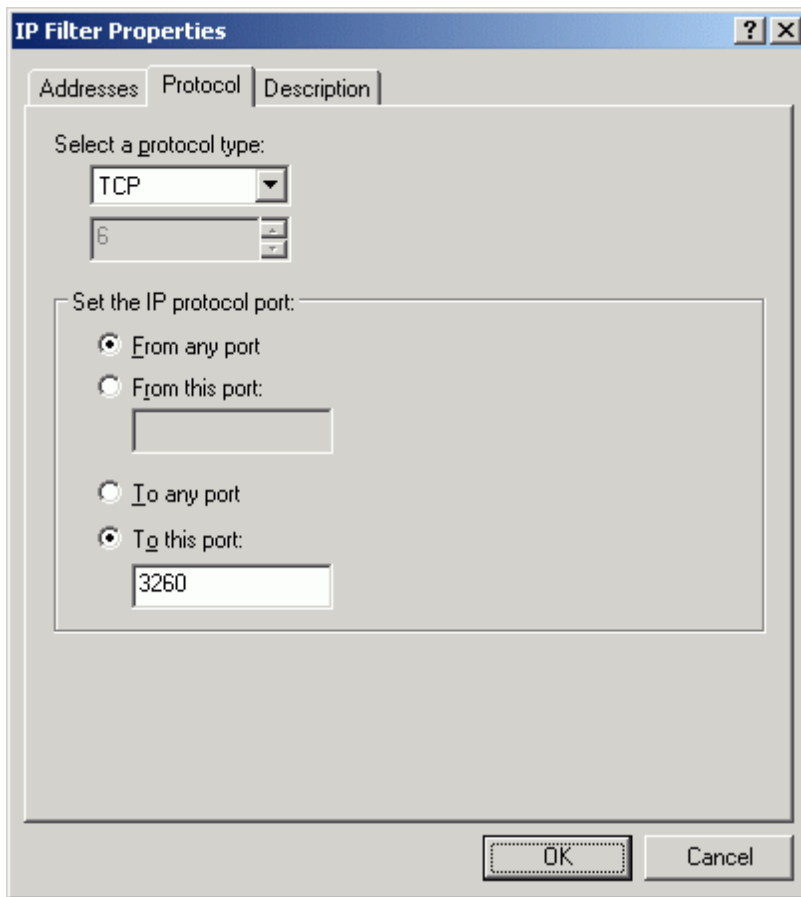 IP Filter Properties
Addresses Protocol Description
Select a protocol type:
TCP
6
Set the IP protocol port:
From any port
From this port:
To any port
To this port:
3260
OK Cancel